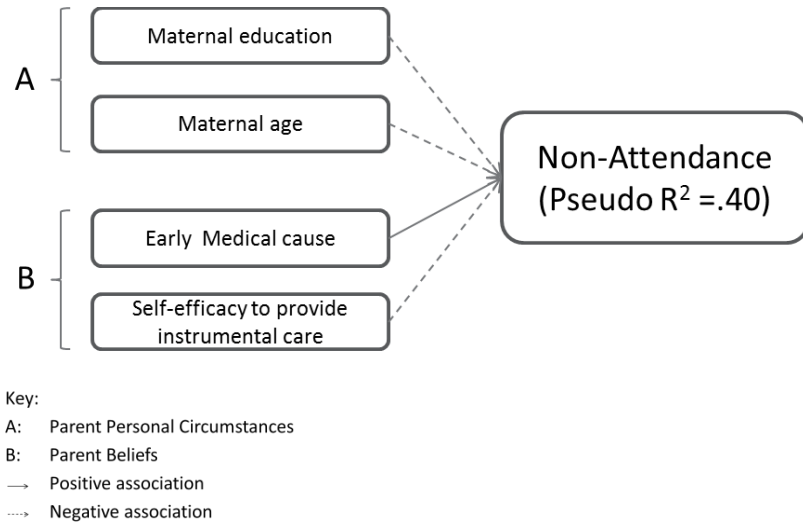 A
Maternal education
Maternal age
B
Early Medical cause
Self-efficacy to provide
instrumental care
Non-Attendance
(Pseudo R² =.40)
Key:
A: Parent Personal Circumstances
B: Parent Beliefs
Positive association
Negative association